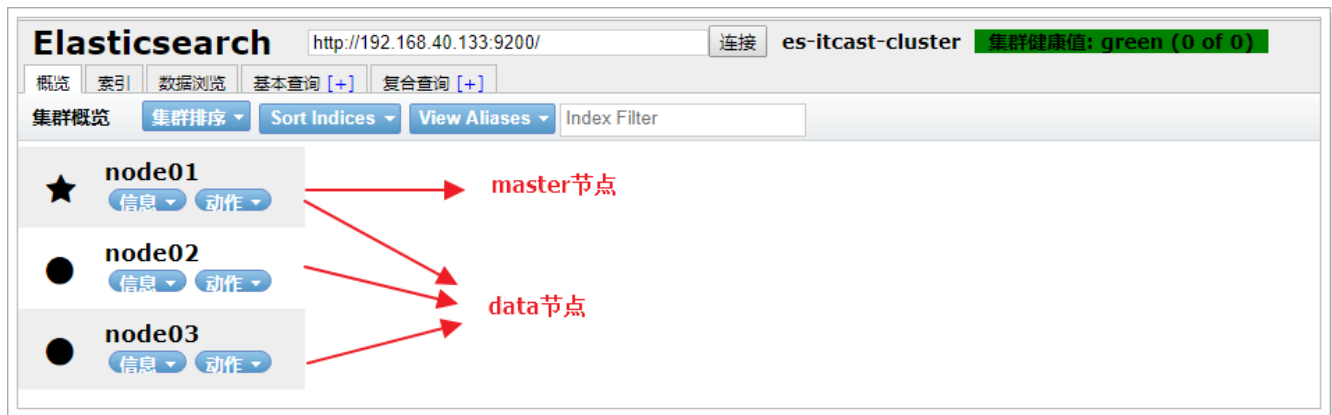 Elasticsearch http://192.168.40.133:9200/ 连接 es-itcast-cluster 集群健康值: green (0 of 0)
概览 索引 数据浏览 基本查询 [+] 复合查询 [+]
集群概览 集群排序 Sort Indices View Aliases Index Filter
node01
信息 动作
master节点
node02
信息 动作
data节点
node03
信息 动作